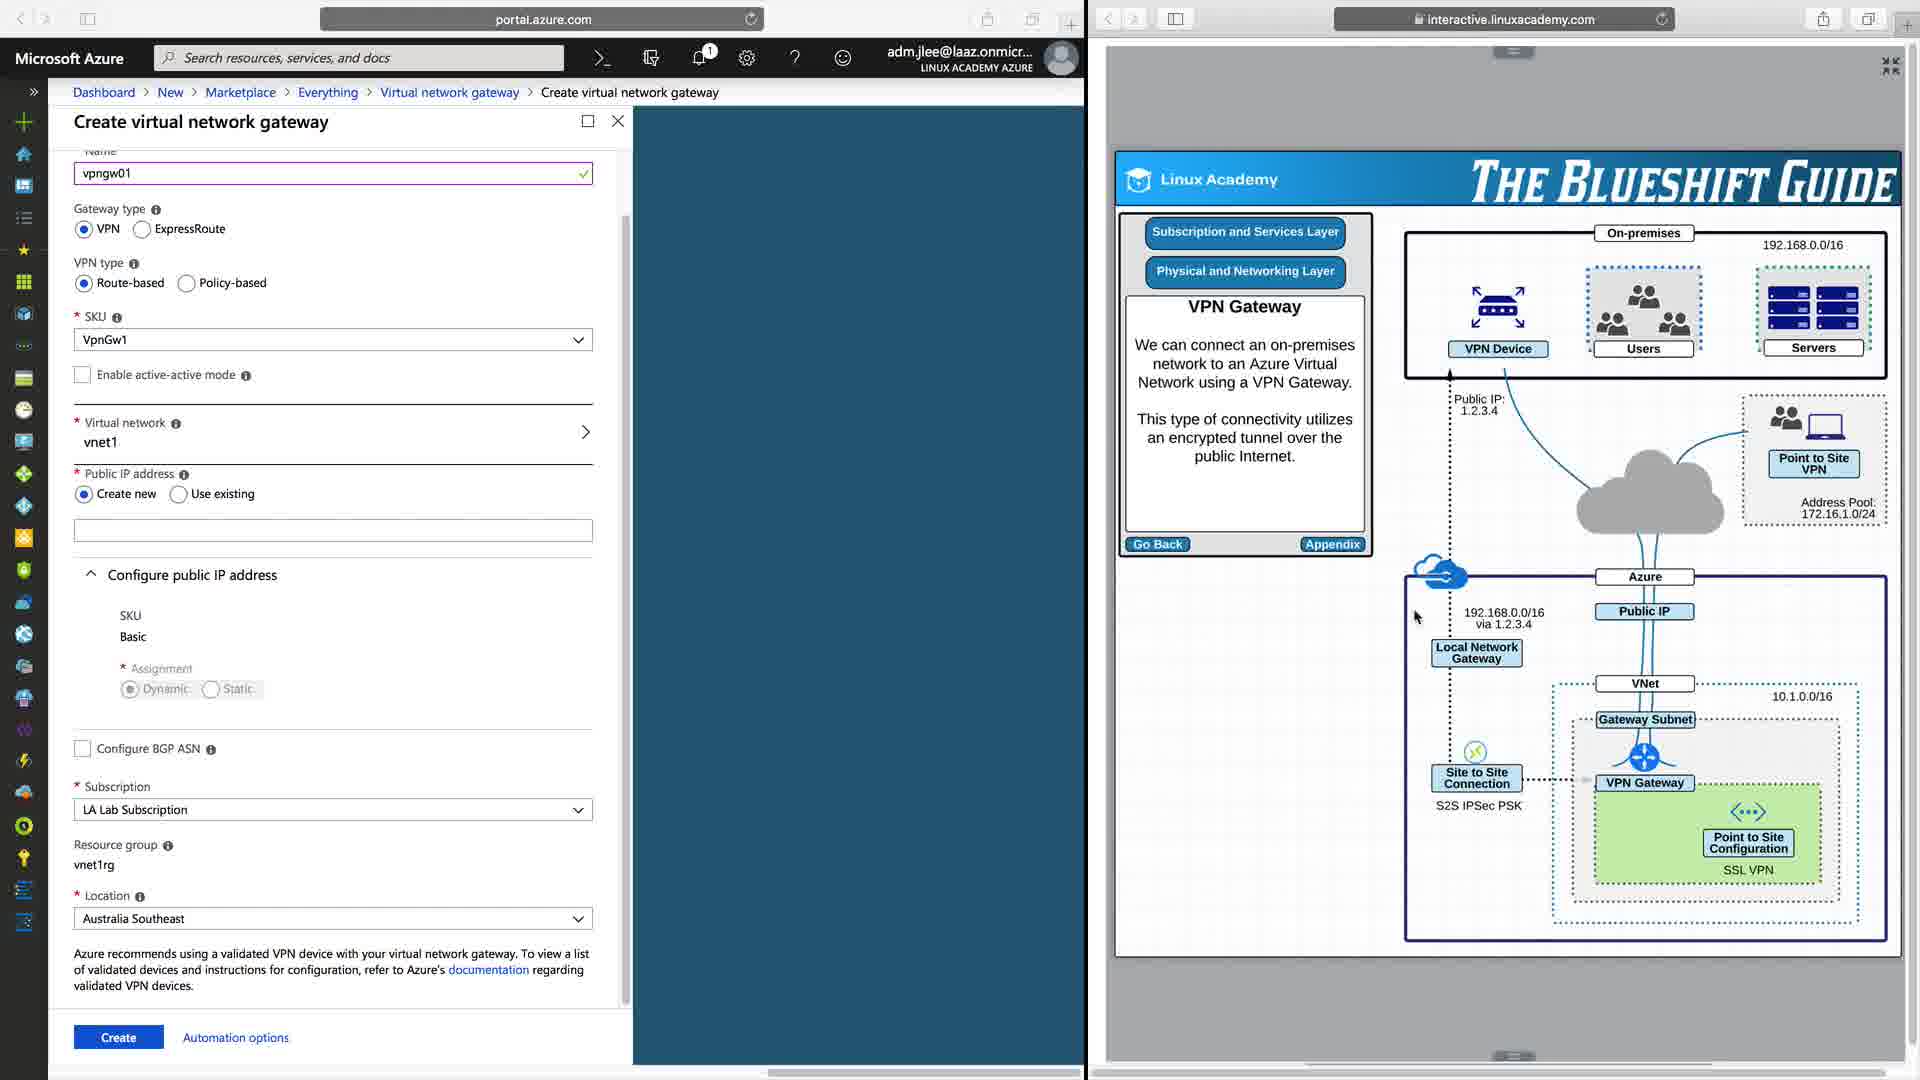 portal.azure.com
Microsoft Azure
Search resources, services, and docs
1
adm.jlee@laaz.onmicr...
LINUX ACADEMY AZURE
Dashboard > New > Marketplace > Everything > Virtual network gateway > Create virtual network gateway
Create virtual network gateway
Name
vpngw01
Gateway type
VPN ExpressRoute
VPN type
Route-based Policy-based
* SKU
VpnGw1
Enable active-active mode
* Virtual network
vnet1
* Public IP address
Create new Use existing
Configure public IP address
SKU
Basic
* Assignment
Dynamic Static
Configure BGP ASN
* Subscription
LA Lab Subscription
Resource group
vnet1rg
* Location
Australia Southeast
Azure recommends using a validated VPN device with your virtual network gateway. To view a list
of validated devices and instructions for configuration, refer to Azure's documentation regarding
validated VPN devices.
Create Automation options
interactive.linuxacademy.com
Linux Academy
THE BLUESHIFT GUIDE
Subscription and Services Layer
Physical and Networking Layer
VPN Gateway
We can connect an on-premises
network to an Azure Virtual
Network using a VPN Gateway.
This type of connectivity utilizes
an encrypted tunnel over the
public Internet.
Go Back Appendix
On-premises
192.168.0.0/16
VPN Device
Users
Servers
Public IP:
1.2.3.4
Point to Site
VPN
Address Pool:
172.16.1.0/24
Azure
Public IP
192.168.0.0/16
via 1.2.3.4
Local Network
Gateway
VNet
10.1.0.0/16
Gateway Subnet
Site to Site
Connection
S2S IPSec PSK
VPN Gateway
Point to Site
Configuration
SSL VPN